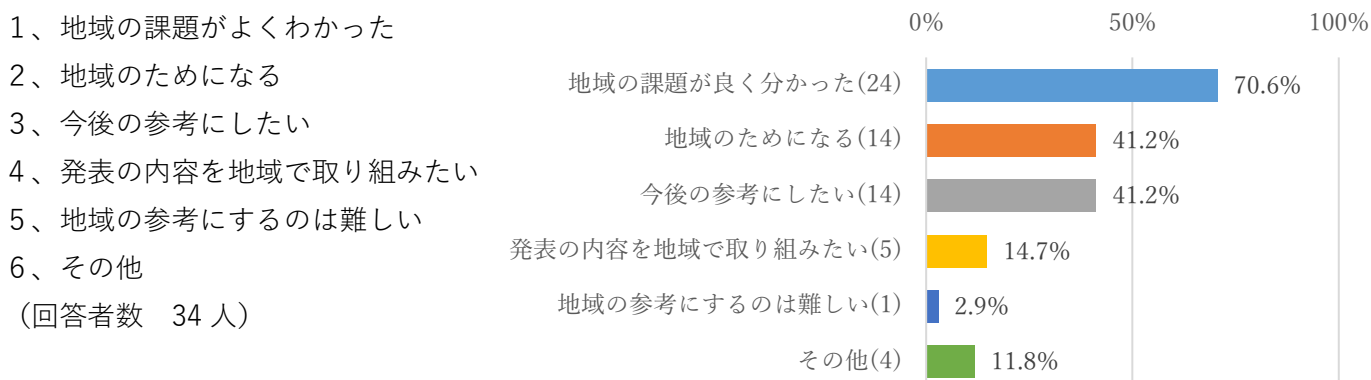 1、地域の課題がよくわかった
2、地域のためになる
3、今後の参考にしたい
4、発表の内容を地域で取り組みたい
5、地域の参考にするのは難しい
6、その他
（回答者数　34人）
0% 50% 100%
地域の課題が良く分かった(24) 70.6%
地域のためになる(14) 41.2%
今後の参考にしたい(14) 41.2%
発表の内容を地域で取り組みたい(5) 14.7%
地域の参考にするのは難しい(1) 2.9%
その他(4) 11.8%